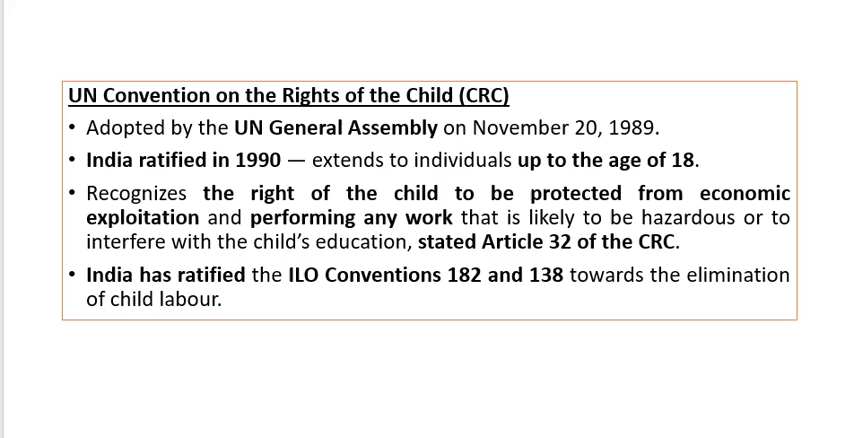 UN Convention on the Rights of the Child (CRC)
• Adopted by the UN General Assembly on November 20, 1989.
• India ratified in 1990 — extends to individuals up to the age of 18.
• Recognizes the right of the child to be protected from economic
exploitation and performing any work that is likely to be hazardous or to
interfere with the child's education, stated Article 32 of the CRC.
• India has ratified the ILO Conventions 182 and 138 towards the elimination
of child labour.